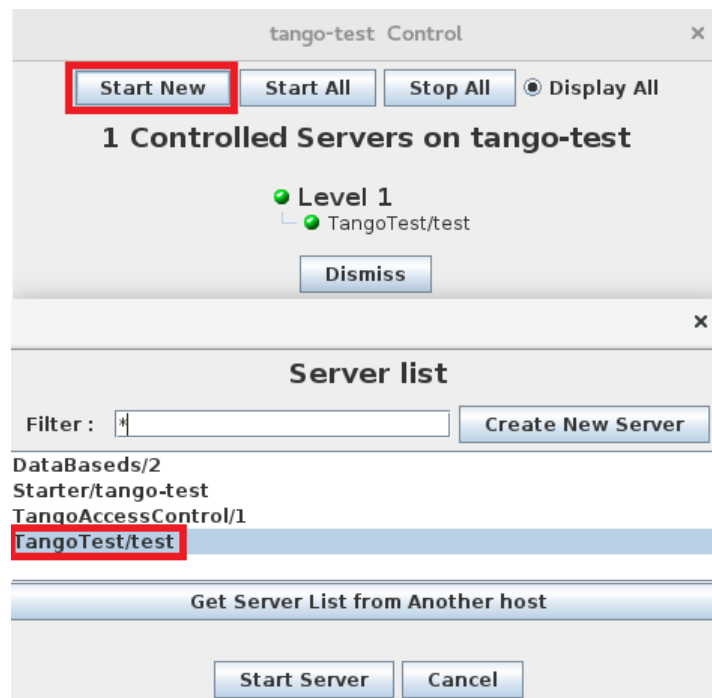 tango-test Control ×
Start New Start All Stop All Display All
1 Controlled Servers on tango-test
Level 1
TangoTest/test
Dismiss
×
Server list
Filter : * Create New Server
DataBaseds/2
Starter/tango-test
TangoAccessControl/1
TangoTest/test
Get Server List from Another host
Start Server Cancel